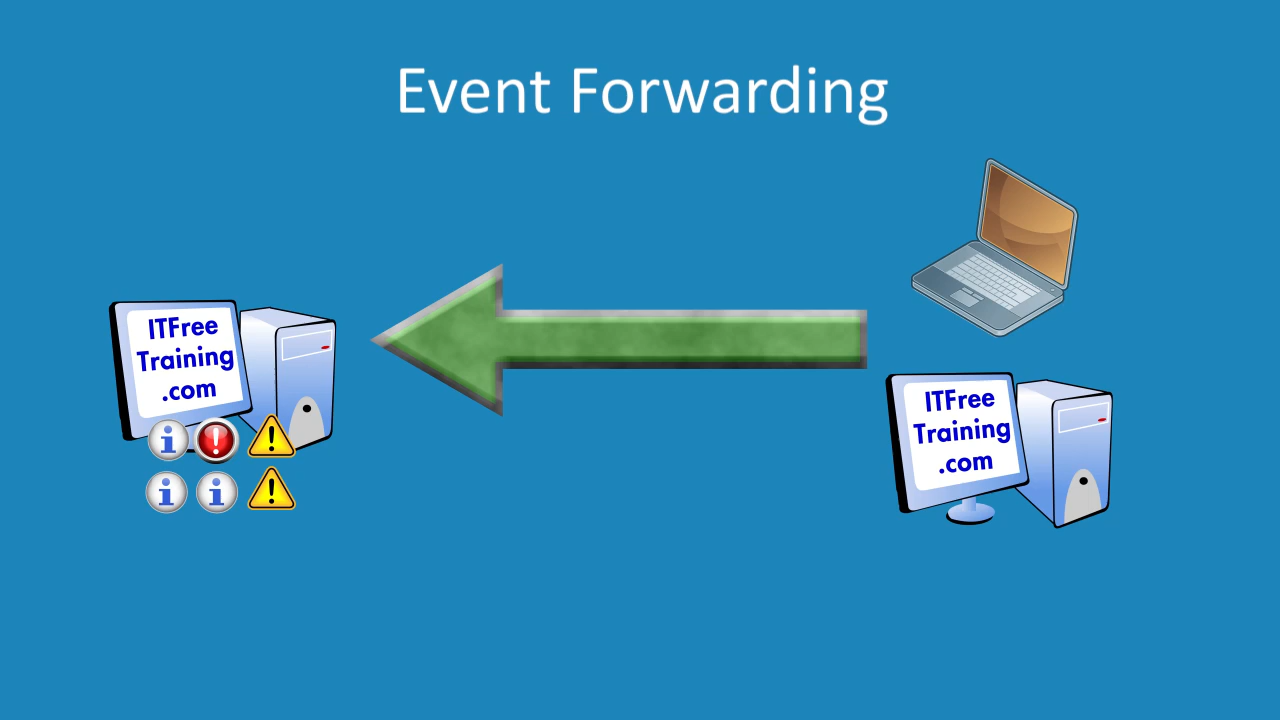 Event Forwarding
ITFree
Training
.com
ITFree
Training
.com